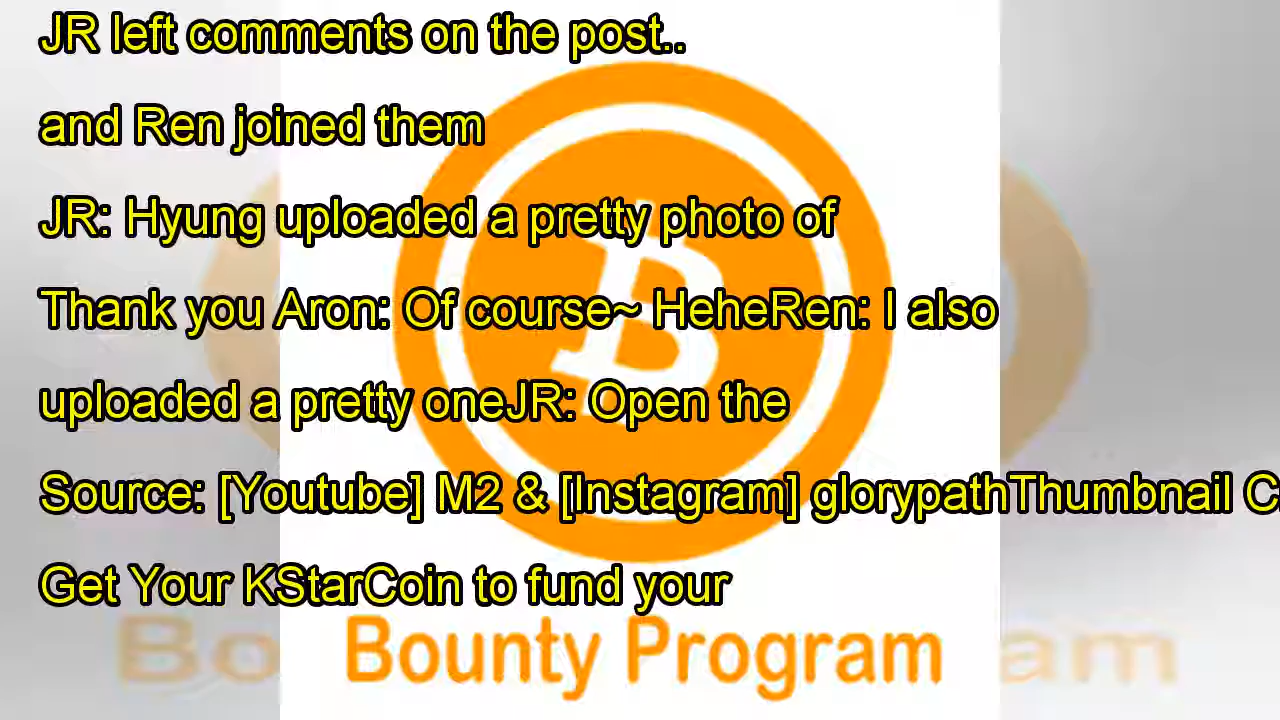 JR left comments on the post..
and Ren joined them
JR: Hyung uploaded a pretty photo of
Thank you Aron: Of course~ HeheRen: I also
uploaded a pretty oneJR: Open the
Source: [Youtube] M2 & [Instagram] glorypathThumbnail C
Get Your KStarCoin to fund your
Bounty Program